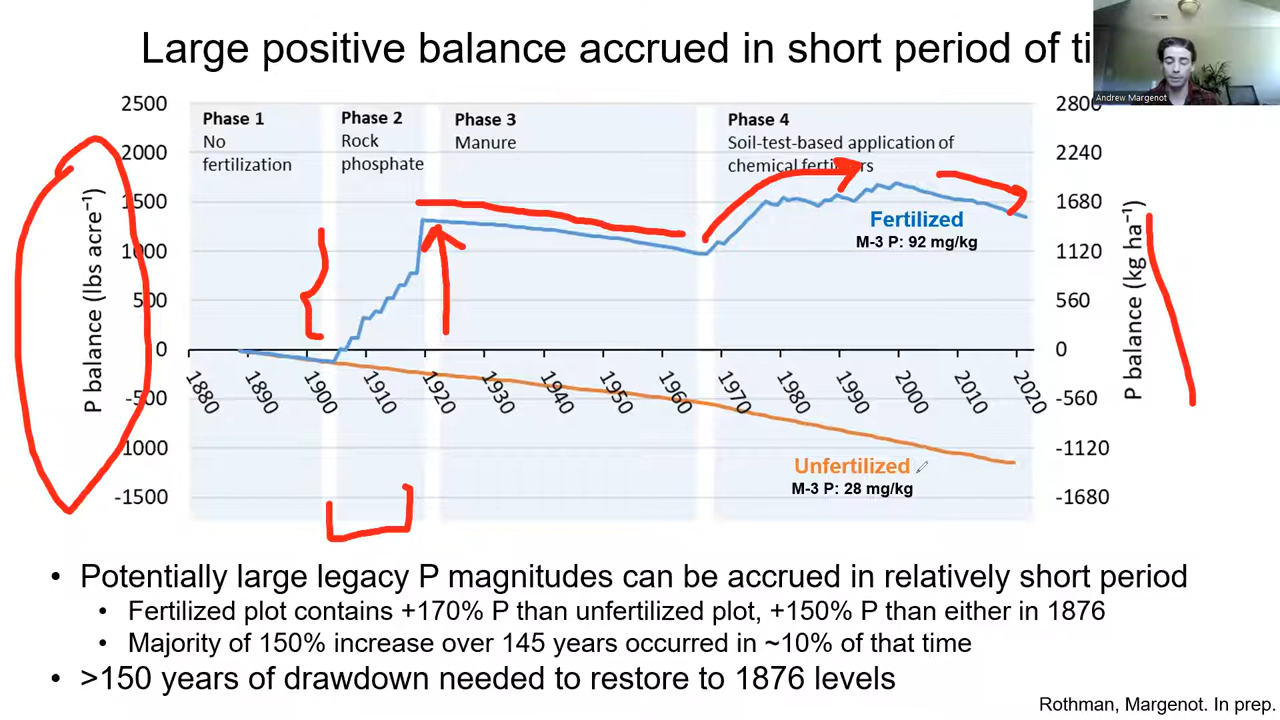 Large positive balance accrued in short period of ti
Andrew Margenot
2500
2000
1500
1000
500
0
-500
-1000
-1500
P balance (lbs acre⁻¹)
Phase 1
No
fertilization
Phase 2
Rock
phosphate
Phase 3
Manure
Phase 4
Soil-test-based application of
chemical fertilizers
Fertilized
M-3 P: 92 mg/kg
1880 1890 1900 1910 1920 1930 1940 1950 1960 1970 1980 1990 2000 2010 2020
Unfertilized
M-3 P: 28 mg/kg
2800
2240
1680
1120
560
0
-560
-1120
-1680
P balance (kg ha⁻¹)
• Potentially large legacy P magnitudes can be accrued in relatively short period
• Fertilized plot contains +170% P than unfertilized plot, +150% P than either in 1876
• Majority of 150% increase over 145 years occurred in ~10% of that time
• >150 years of drawdown needed to restore to 1876 levels
Rothman, Margenot. In prep.